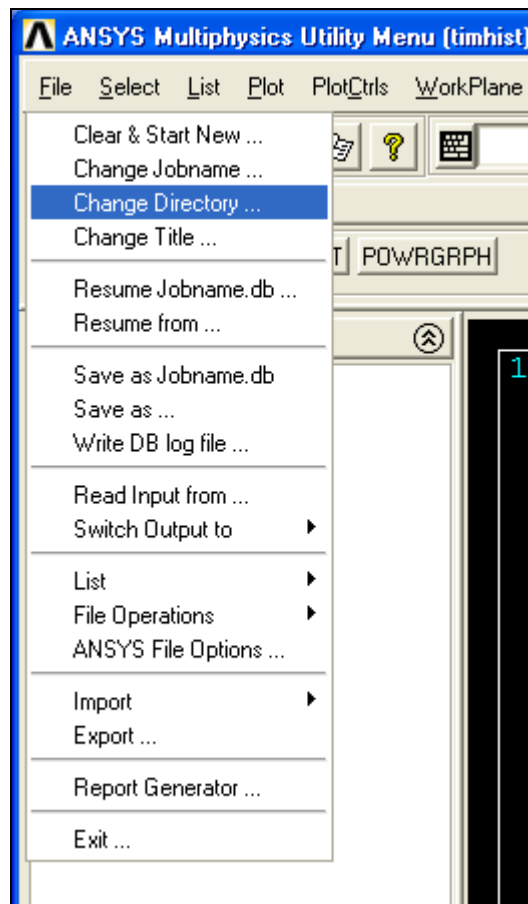 ANSYS Multiphysics Utility Menu (timhist)
File Select List Plot PlotCtrls WorkPlane
Clear & Start New ...
Change Jobname ...
Change Directory ...
Change Title ...
POWRGRPH
Resume Jobname.db ...
Resume from ...
1
Save as Jobname.db
Save as ...
Write DB log file ...
Read Input from ...
Switch Output to
List
File Operations
ANSYS File Options ...
Import
Export ...
Report Generator ...
Exit ...